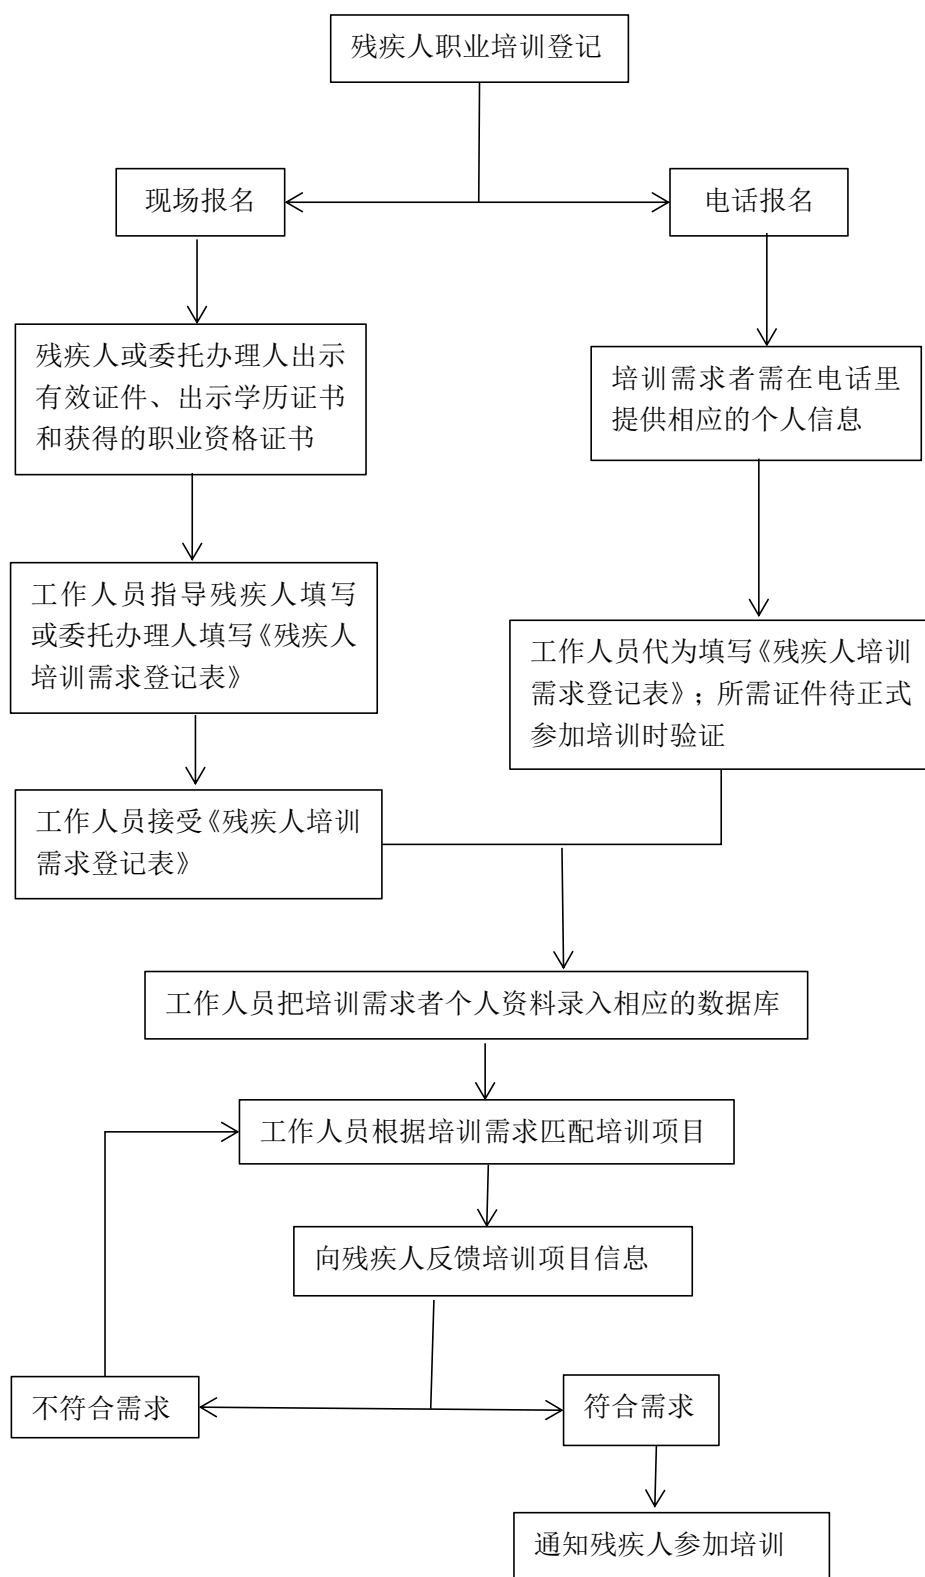 残疾人职业培训登记
现场报名
电话报名
残疾人或委托办理人出示
有效证件、出示学历证书
和获得的职业资格证书
培训需求者需在电话里
提供相应的个人信息
工作人员指导残疾人填写
或委托办理人填写《残疾人
培训需求登记表》
工作人员代为填写《残疾人培训
需求登记表》；所需证件待正式
参加培训时验证
工作人员接受《残疾人培训
需求登记表》
工作人员把培训需求者个人资料录入相应的数据库
工作人员根据培训需求匹配培训项目
向残疾人反馈培训项目信息
不符合需求
符合需求
通知残疾人参加培训